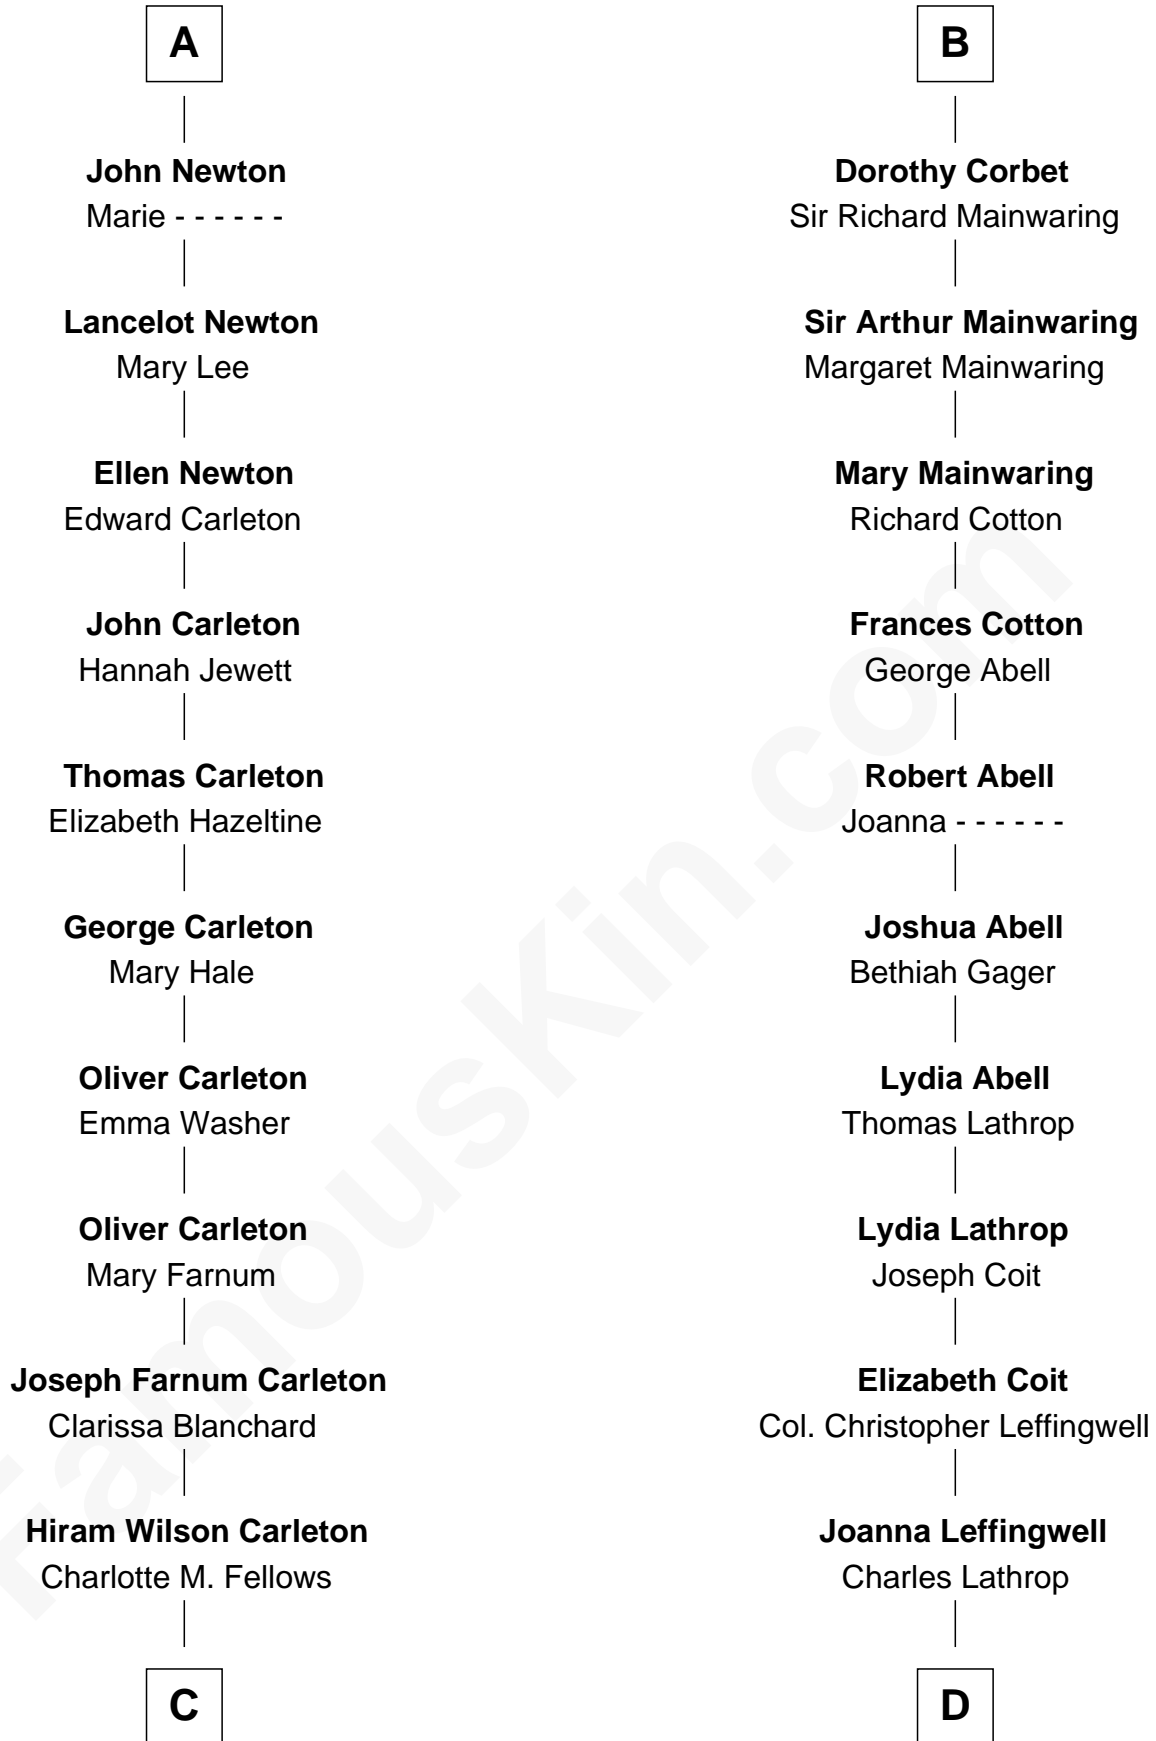 A
John Newton
Marie - - - - - -
Lancelot Newton
Mary Lee
Ellen Newton
Edward Carleton
John Carleton
Hannah Jewett
Thomas Carleton
Elizabeth Hazeltine
George Carleton
Mary Hale
Oliver Carleton
Emma Washer
Oliver Carleton
Mary Farnum
Joseph Farnum Carleton
Clarissa Blanchard
Hiram Wilson Carleton
Charlotte M. Fellows
C
B
Dorothy Corbet
Sir Richard Mainwaring
Sir Arthur Mainwaring
Margaret Mainwaring
Mary Mainwaring
Richard Cotton
Frances Cotton
George Abell
Robert Abell
Joanna - - - - - -
Joshua Abell
Bethiah Gager
Lydia Abell
Thomas Lathrop
Lydia Lathrop
Joseph Coit
Elizabeth Coit
Col. Christopher Leffingwell
Joanna Leffingwell
Charles Lathrop
D
FamousKin.com